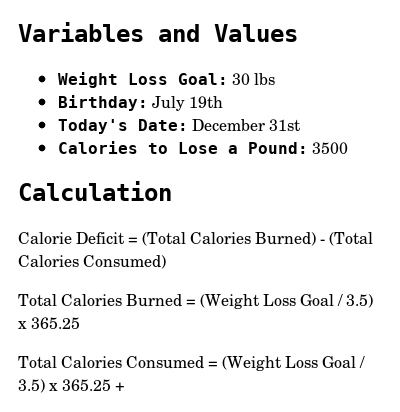 Variables and Values
• Weight Loss Goal: 30 lbs
• Birthday: July 19th
• Today's Date: December 31st
• Calories to Lose a Pound: 3500
Calculation
Calorie Deficit = (Total Calories Burned) - (Total
Calories Consumed)
Total Calories Burned = (Weight Loss Goal / 3.5)
x 365.25
Total Calories Consumed = (Weight Loss Goal /
3.5) x 365.25 +